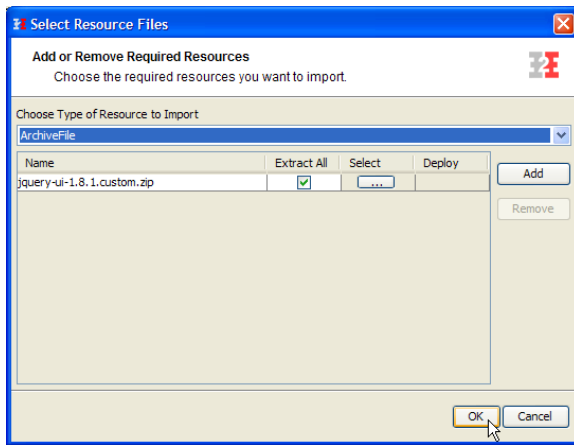 Select Resource Files
Add or Remove Required Resources
Choose the required resources you want to import.
Choose Type of Resource to Import
ArchiveFile
Name Extract All Select Deploy
jquery-ui-1.8.1.custom.zip ...
Add
Remove
OK Cancel